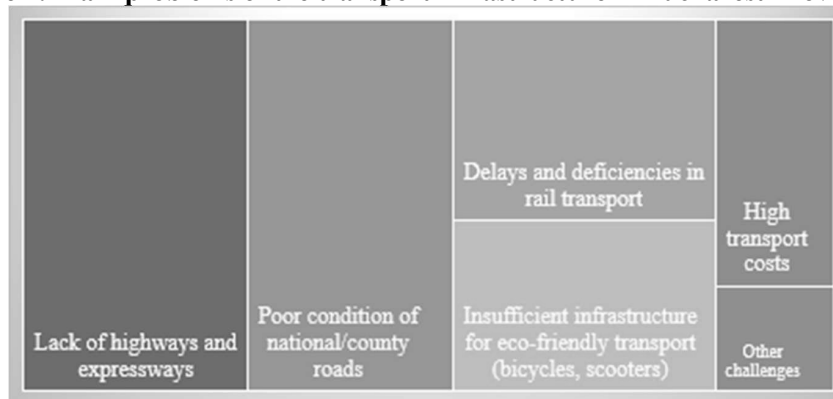 Lack of highways and
expressways
Poor condition of
national/county
roads
Delays and deficiencies in
rail transport
Insufficient infrastructure
for eco-friendly transport
(bicycles, scooters)
High
transport
costs
Other
challenges